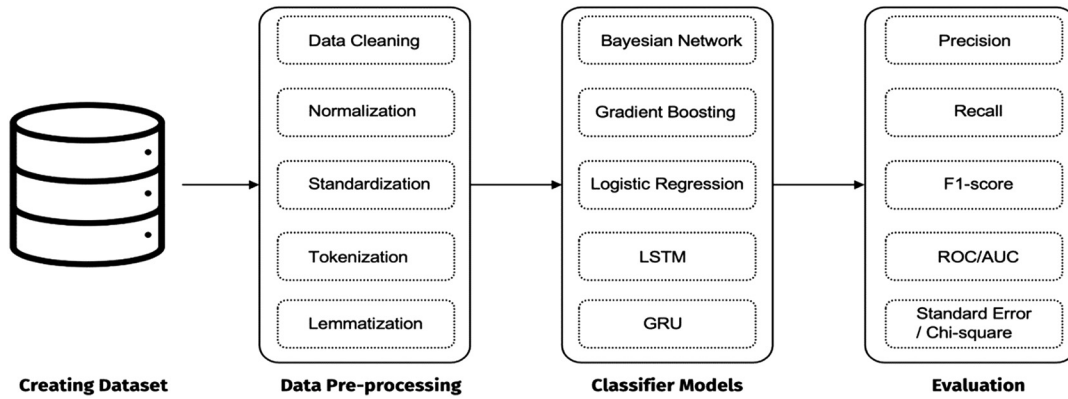 Data Cleaning
Normalization
Standardization
Tokenization
Lemmatization
Bayesian Network
Gradient Boosting
Logistic Regression
LSTM
GRU
Precision
Recall
F1-score
ROC/AUC
Standard Error
/ Chi-square
Creating Dataset
Data Pre-processing
Classifier Models
Evaluation